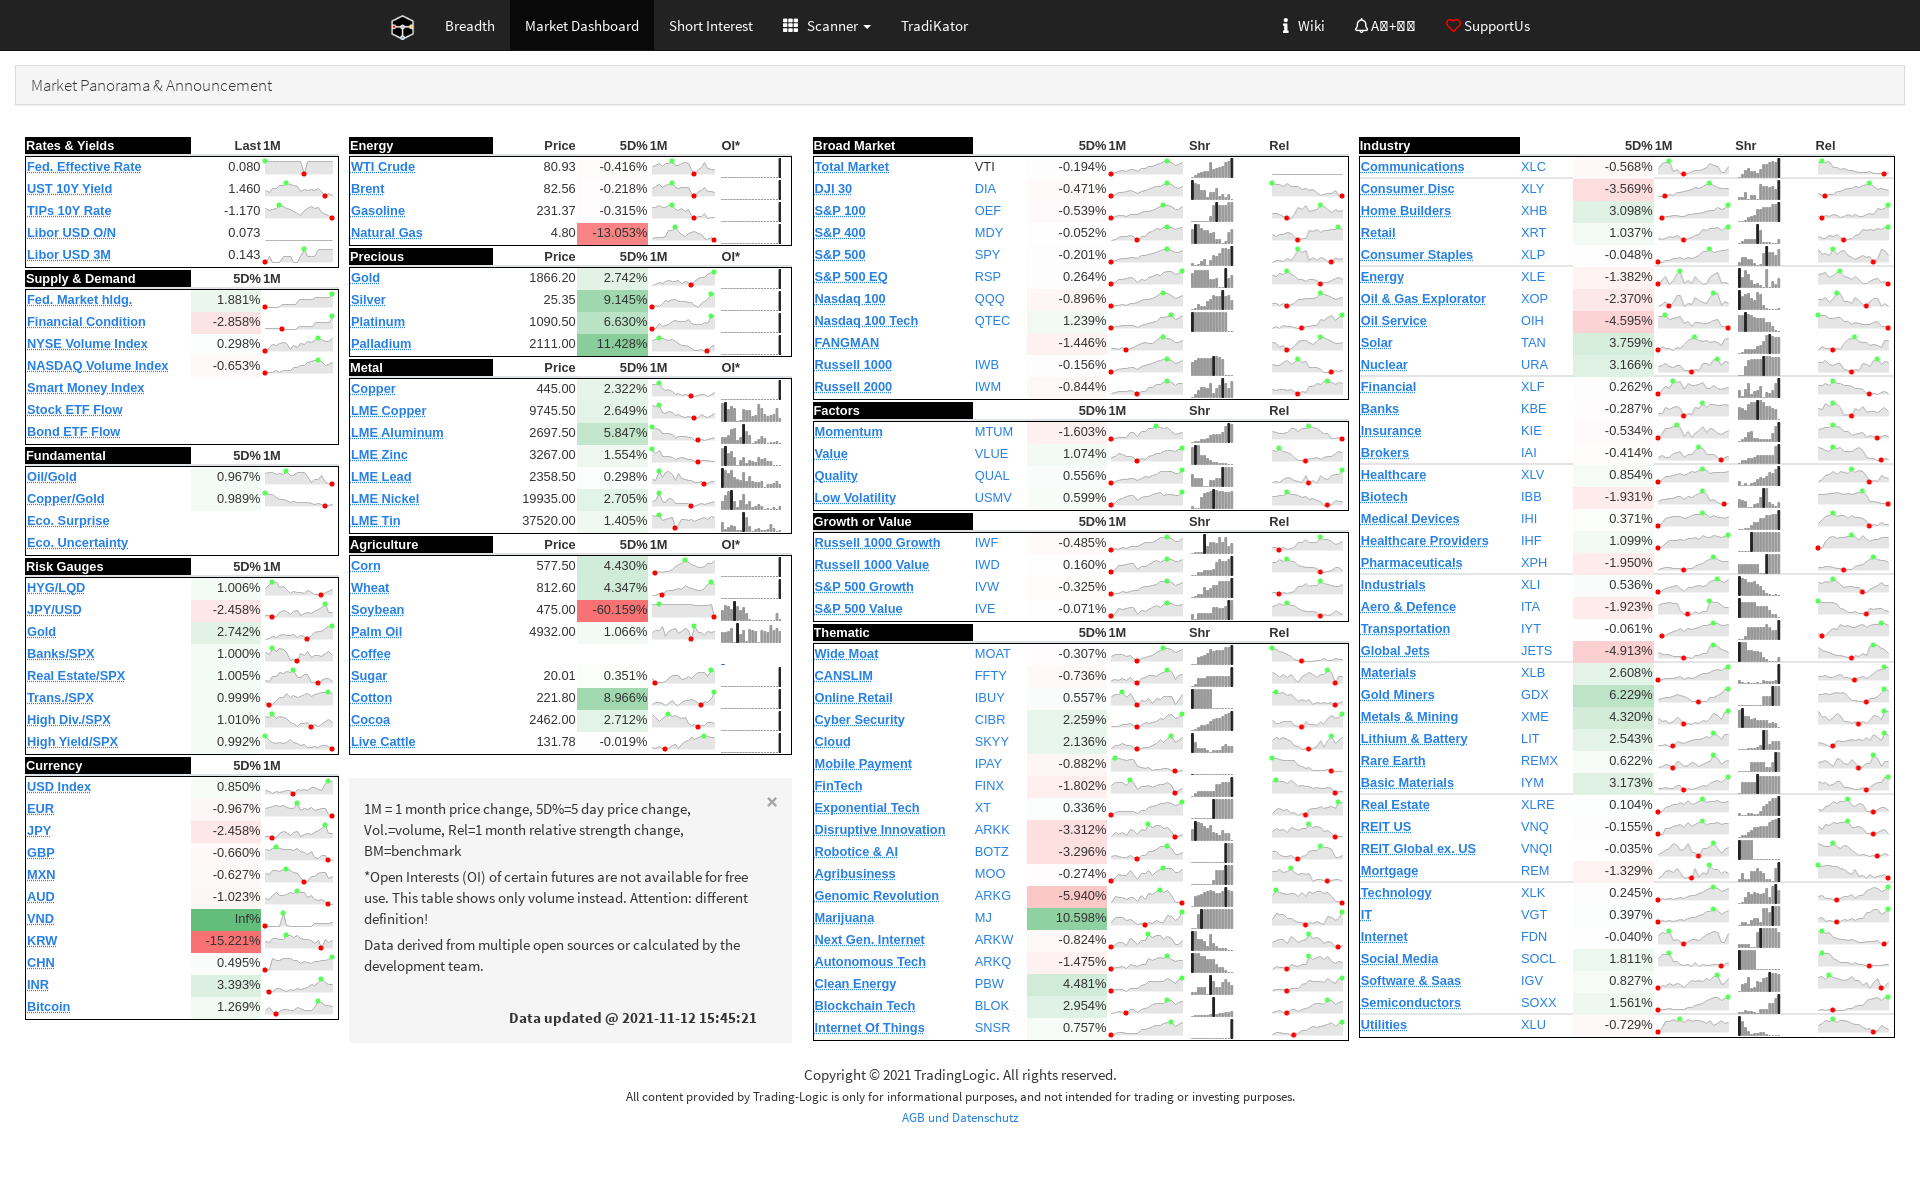 Breadth Market Dashboard Short Interest Scanner TradiKator Wiki SupportUs
Market Panorama & Announcement
Rates & Yields Last 1M
Fed. Effective Rate 0.080
UST 10Y Yield 1.460
TIPs 10Y Rate -1.170
Libor USD O/N 0.073
Libor USD 3M 0.143
Supply & Demand 5D% 1M
Fed. Market hldg. 1.881%
Financial Condition -2.858%
NYSE Volume Index 0.298%
NASDAQ Volume Index -0.653%
Smart Money Index
Stock ETF Flow
Bond ETF Flow
Fundamental 5D% 1M
Oil/Gold 0.967%
Copper/Gold 0.989%
Eco. Surprise
Eco. Uncertainty
Risk Gauges 5D% 1M
HYG/LQD 1.006%
JPY/USD -2.458%
Gold 2.742%
Banks/SPX 1.000%
Real Estate/SPX 1.005%
Trans./SPX 0.999%
High Div./SPX 1.010%
High Yield/SPX 0.992%
Currency 5D% 1M
USD Index 0.850%
EUR -0.967%
JPY -2.458%
GBP -0.660%
MXN -0.627%
AUD -1.023%
VND Inf%
KRW -15.221%
CHN 0.495%
INR 3.393%
Bitcoin 1.269%
Energy Price 5D% 1M OI*
WTI Crude 80.93 -0.416%
Brent 82.56 -0.218%
Gasoline 231.37 -0.315%
Natural Gas 4.80 -13.053%
Precious Price 5D% 1M OI*
Gold 1866.20 2.742%
Silver 25.35 9.145%
Platinum 1090.50 6.630%
Palladium 2111.00 11.428%
Metal Price 5D% 1M OI*
Copper 445.00 2.322%
LME Copper 9745.50 2.649%
LME Aluminum 2697.50 5.847%
LME Zinc 3267.00 1.554%
LME Lead 2358.50 0.298%
LME Nickel 19935.00 2.705%
LME Tin 37520.00 1.405%
Agriculture Price 5D% 1M OI*
Corn 577.50 4.430%
Wheat 812.60 4.347%
Soybean 475.00 -60.159%
Palm Oil 4932.00 1.066%
Coffee -
Sugar 20.01 0.351%
Cotton 221.80 8.966%
Cocoa 2462.00 2.712%
Live Cattle 131.78 -0.019%
×
1M = 1 month price change, 5D%=5 day price change,
Vol.=volume, Rel=1 month relative strength change,
BM=benchmark
*Open Interests (OI) of certain futures are not available for free
use. This table shows only volume instead. Attention: different
definition!
Data derived from multiple open sources or calculated by the
development team.
Data updated @ 2021-11-12 15:45:21
Broad Market 5D% 1M Shr Rel
Total Market VTI -0.194%
DJI 30 DIA -0.471%
S&P 100 OEF -0.539%
S&P 400 MDY -0.052%
S&P 500 SPY -0.201%
S&P 500 EQ RSP 0.264%
Nasdaq 100 QQQ -0.896%
Nasdaq 100 Tech QTEC 1.239%
FANGMAN -1.446%
Russell 1000 IWB -0.156%
Russell 2000 IWM -0.844%
Factors 5D% 1M Shr Rel
Momentum MTUM -1.603%
Value VLUE 1.074%
Quality QUAL 0.556%
Low Volatility USMV 0.599%
Growth or Value 5D% 1M Shr Rel
Russell 1000 Growth IWF -0.485%
Russell 1000 Value IWD 0.160%
S&P 500 Growth IVW -0.325%
S&P 500 Value IVE -0.071%
Thematic 5D% 1M Shr Rel
Wide Moat MOAT -0.307%
CANSLIM FFTY -0.736%
Online Retail IBUY 0.557%
Cyber Security CIBR 2.259%
Cloud SKYY 2.136%
Mobile Payment IPAY -0.882%
FinTech FINX -1.802%
Exponential Tech XT 0.336%
Disruptive Innovation ARKK -3.312%
Robotice & AI BOTZ -3.296%
Agribusiness MOO -0.274%
Genomic Revolution ARKG -5.940%
Marijuana MJ 10.598%
Next Gen. Internet ARKW -0.824%
Autonomous Tech ARKQ -1.475%
Clean Energy PBW 4.481%
Blockchain Tech BLOK 2.954%
Internet Of Things SNSR 0.757%
Industry 5D% 1M Shr Rel
Communications XLC -0.568%
Consumer Disc XLY -3.569%
Home Builders XHB 3.098%
Retail XRT 1.037%
Consumer Staples XLP -0.048%
Energy XLE -1.382%
Oil & Gas Explorator XOP -2.370%
Oil Service OIH -4.595%
Solar TAN 3.759%
Nuclear URA 3.166%
Financial XLF 0.262%
Banks KBE -0.287%
Insurance KIE -0.534%
Brokers IAI -0.414%
Healthcare XLV 0.854%
Biotech IBB -1.931%
Medical Devices IHI 0.371%
Healthcare Providers IHF 1.099%
Pharmaceuticals XPH -1.950%
Industrials XLI 0.536%
Aero & Defence ITA -1.923%
Transportation IYT -0.061%
Global Jets JETS -4.913%
Materials XLB 2.608%
Gold Miners GDX 6.229%
Metals & Mining XME 4.320%
Lithium & Battery LIT 2.543%
Rare Earth REMX 0.622%
Basic Materials IYM 3.173%
Real Estate XLRE 0.104%
REIT US VNQ -0.155%
REIT Global ex. US VNQI -0.035%
Mortgage REM -1.329%
Technology XLK 0.245%
IT VGT 0.397%
Internet FDN -0.040%
Social Media SOCL 1.811%
Software & Saas IGV 0.827%
Semiconductors SOXX 1.561%
Utilities XLU -0.729%
Copyright © 2021 TradingLogic. All rights reserved.
All content provided by Trading-Logic is only for informational purposes, and not intended for trading or investing purposes.
AGB und Datenschutz